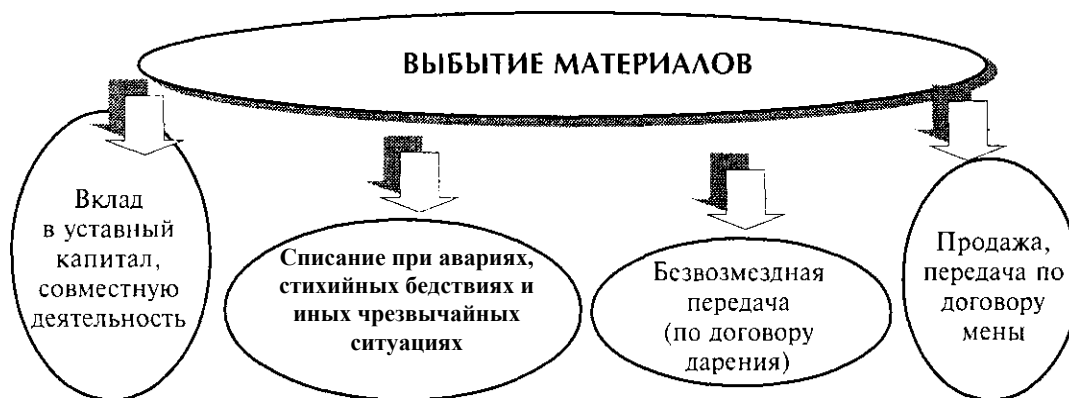 ВЫБЫТИЕ МАТЕРИАЛОВ
Вклад
в уставный
капитал,
совместную
деятельность
Списание при авариях,
стихийных бедствиях и
иных чрезвычайных
ситуациях
Безвозмездная
передача
(по договору
дарения)
Продажа,
передача по
договору
мены